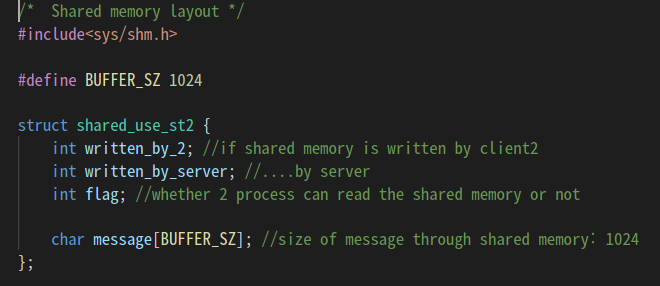 /*  Shared memory layout */
#include<sys/shm.h>

#define BUFFER_SZ 1024

struct shared_use_st2 {
    int written_by_2; //if shared memory is written by client2
    int written_by_server; //....by server
    int flag; //whether 2 process can read the shared memory or not

    char message[BUFFER_SZ]; //size of message through shared memory: 1024
};